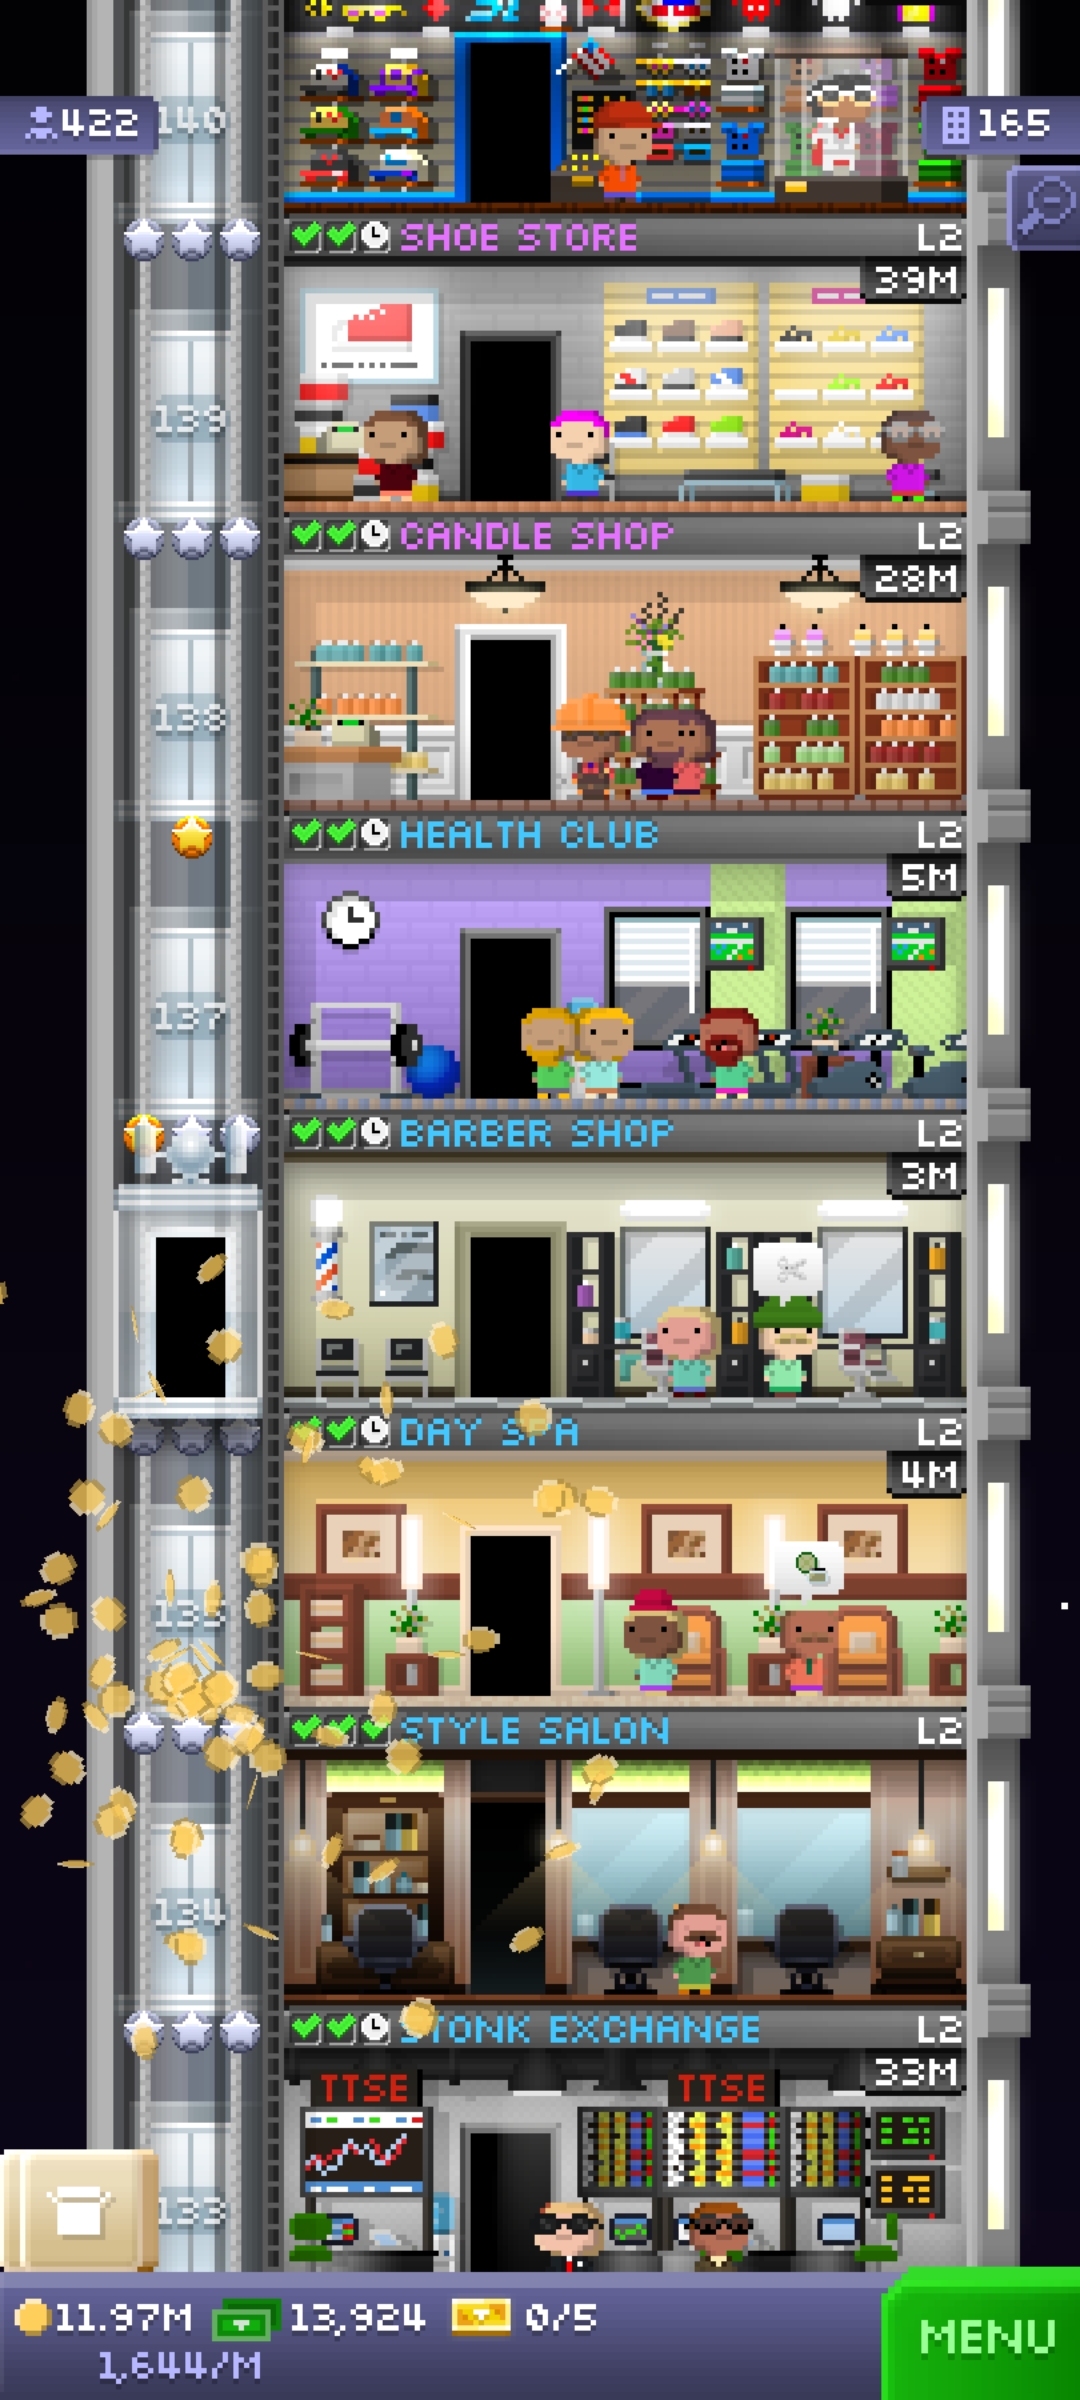 140
422
165
SHOE STORE L2
39M
139
CANDLE SHOP L2
28M
138
HEALTH CLUB L2
5M
137
BARBER SHOP L2
3M
DAY SPA L2
4M
STYLE SALON L2
134
STONK EXCHANGE L2
33M
TTSE TTSE
133
11.97M 13,924 0/5
1,644/M
MENU